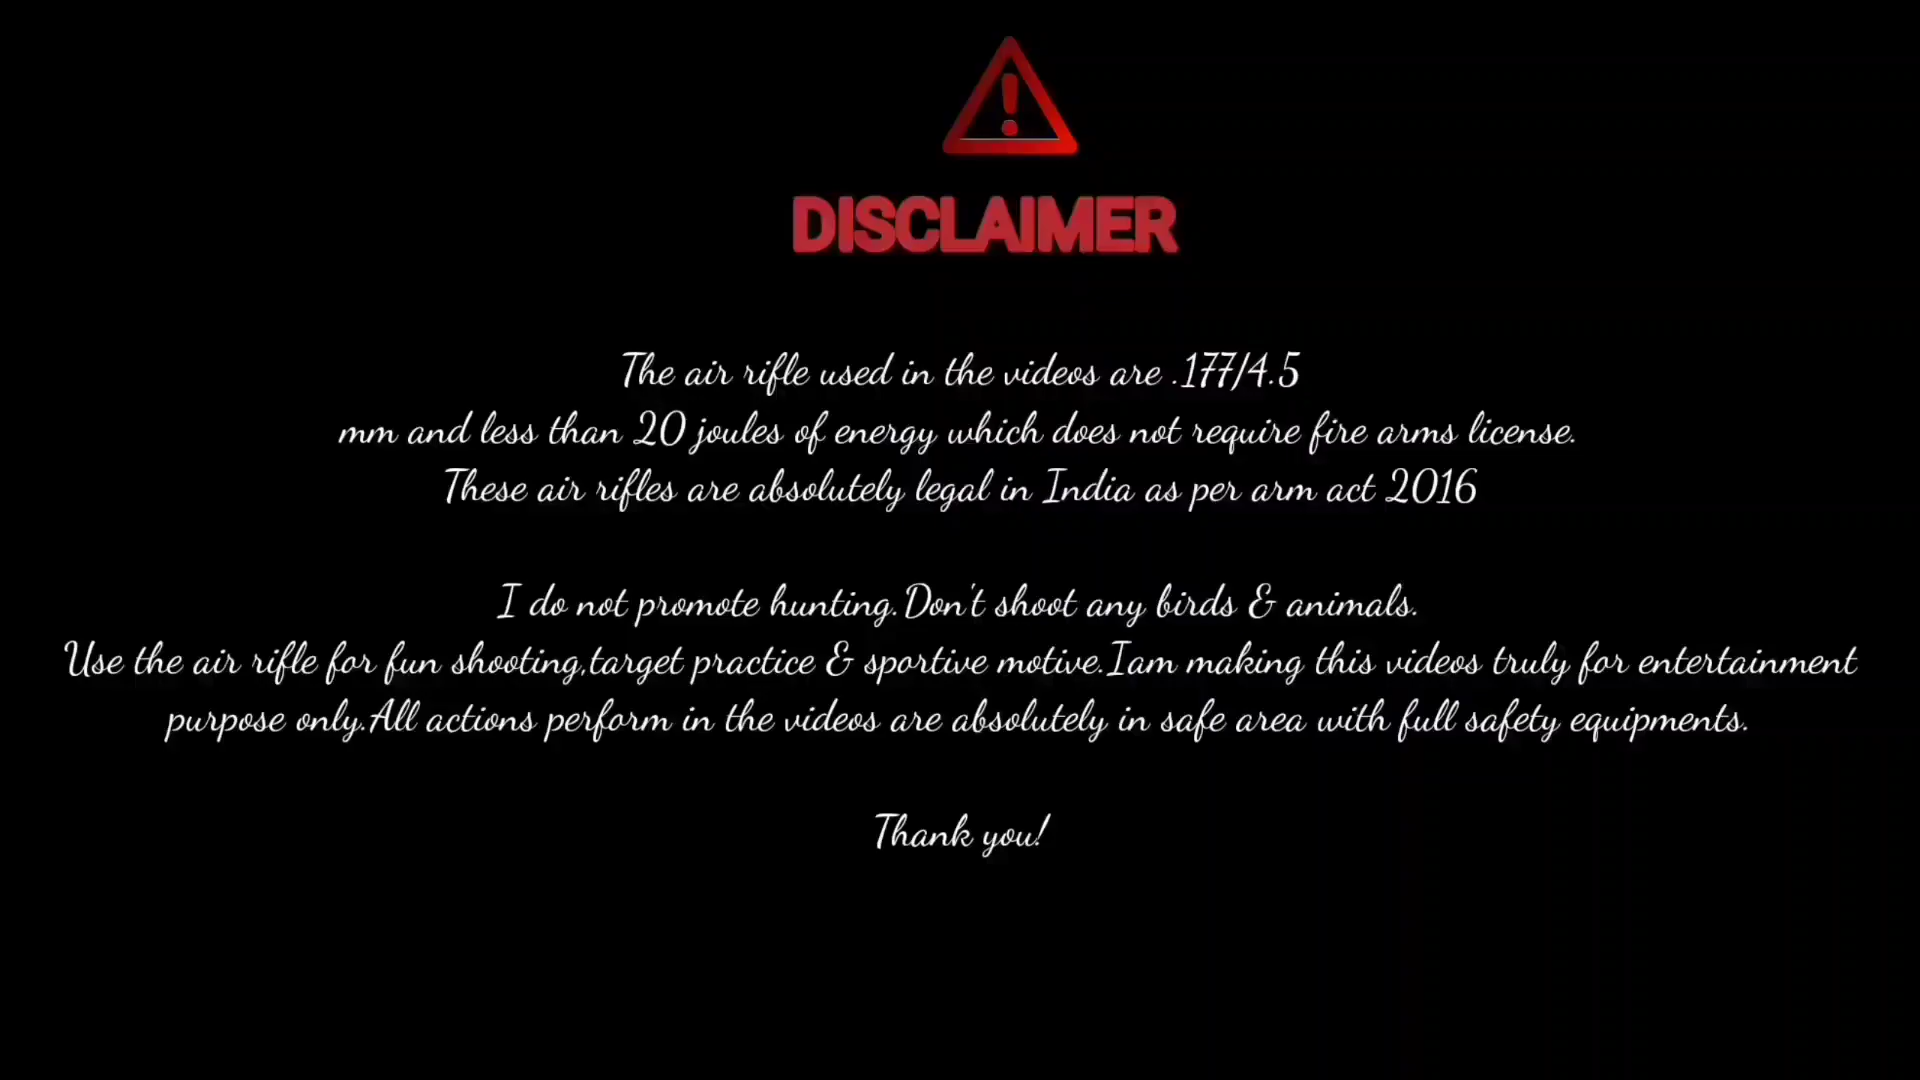 DISCLAIMER
The air rifle used in the videos are .177/4.5
mm and less than 20 joules of energy which does not require fire arms license.
These air rifles are absolutely legal in India as per arm act 2016
I do not promote hunting.Don't shoot any birds & animals.
Use the air rifle for fun shooting,target practice & sportive motive.Iam making this videos truly for entertainment
purpose only.All actions perform in the videos are absolutely in safe area with full safety equipments.
Thank you!